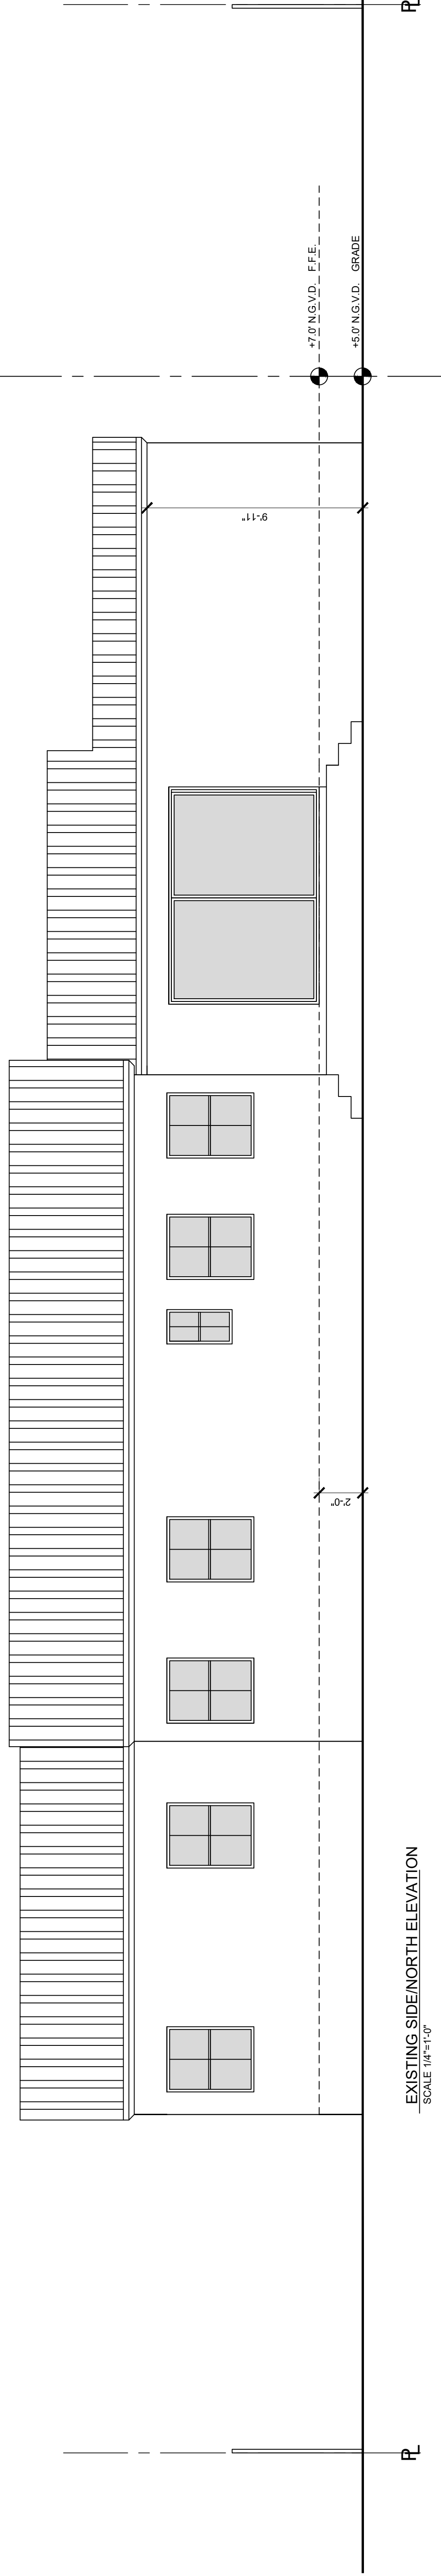 PL
+7.0' N.G.V.D. F.F.E.
+5.0' N.G.V.D. GRADE
9'-11"
2'-0"
EXISTING SIDE/NORTH ELEVATION
SCALE 1/4"=1'-0"
PL